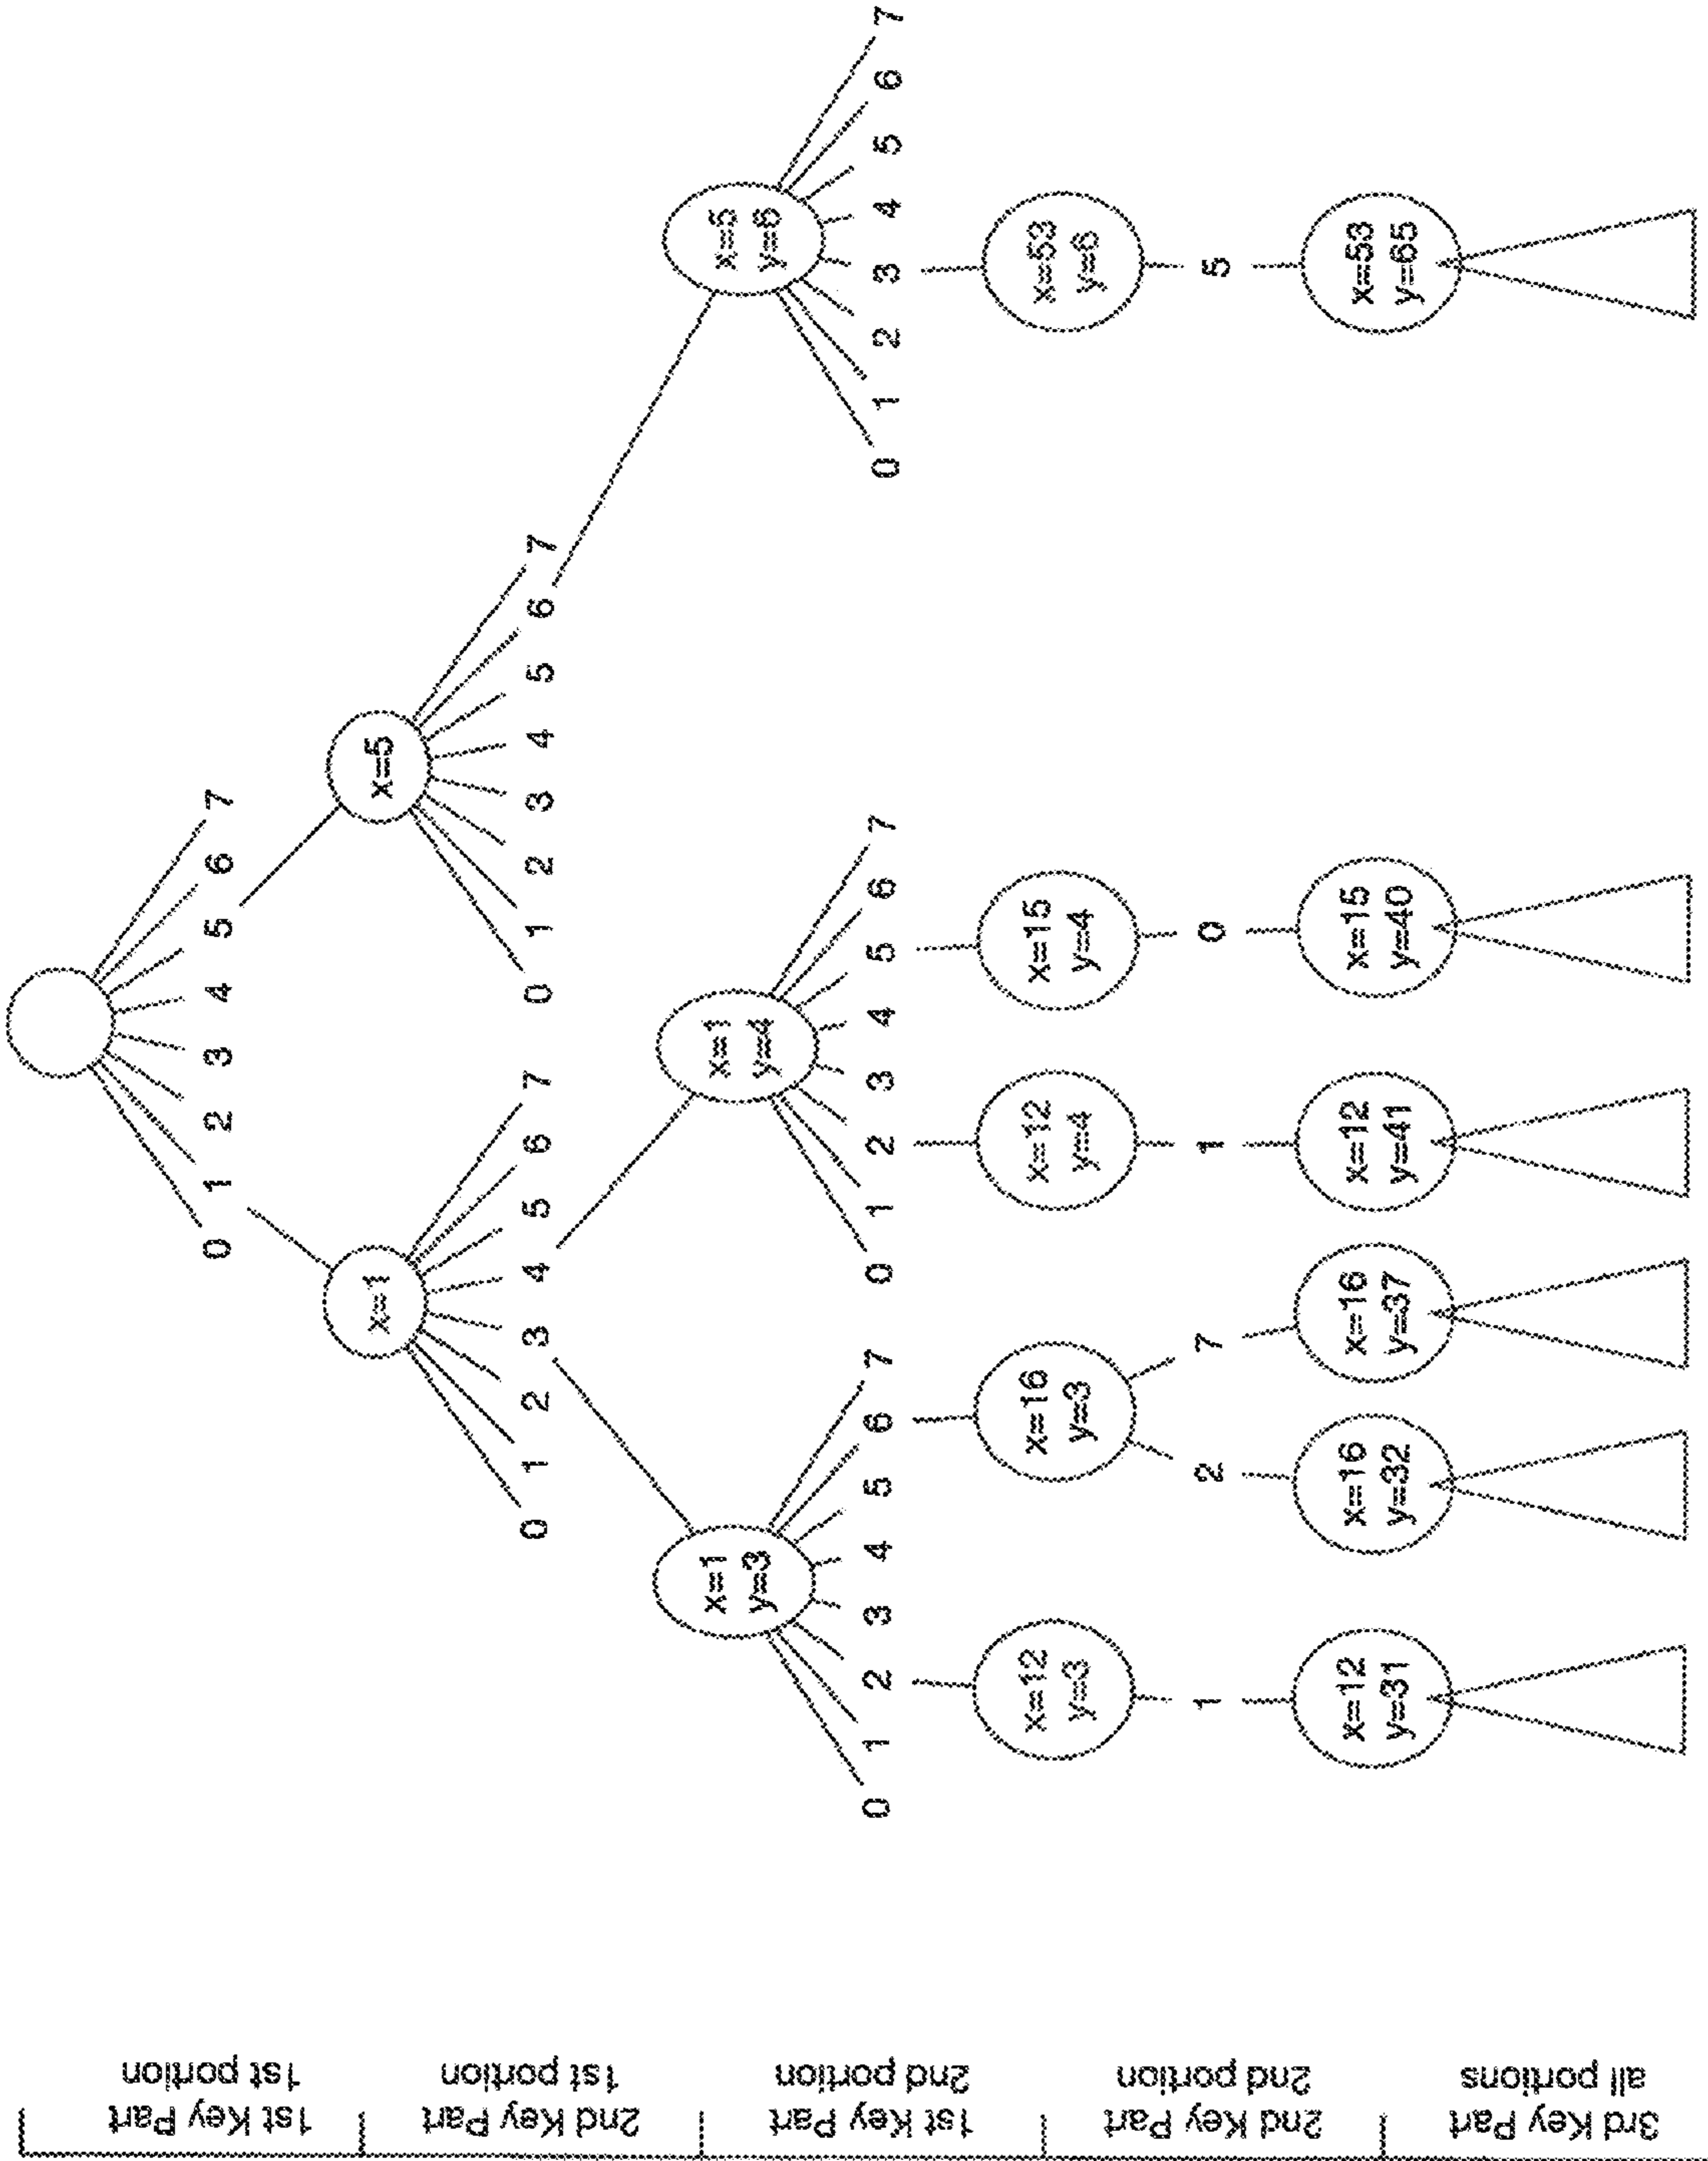 0 1 2 3 4 5 6 7
x=1
x=5
0 1 2 3 4 5 6 7
0 1 2 3 4 5 6 7
x=1
y=3
x=1
y=4
x=5
y=6
0 1 2 3 4 5 6 7
0 1 2 3 4 5 6 7
0 1 2 3 4 5 6 7
x=12
y=3
x=16
y=3
x=12
y=4
x=15
y=4
x=53
y=6
1
2
7
1
0
5
x=12
y=31
x=16
y=32
x=16
y=37
x=12
y=41
x=15
y=40
x=53
y=65
1st Key Part
1st portion
2nd Key Part
1st portion
1st Key Part
2nd portion
2nd Key Part
2nd portion
3rd Key Part
all portions